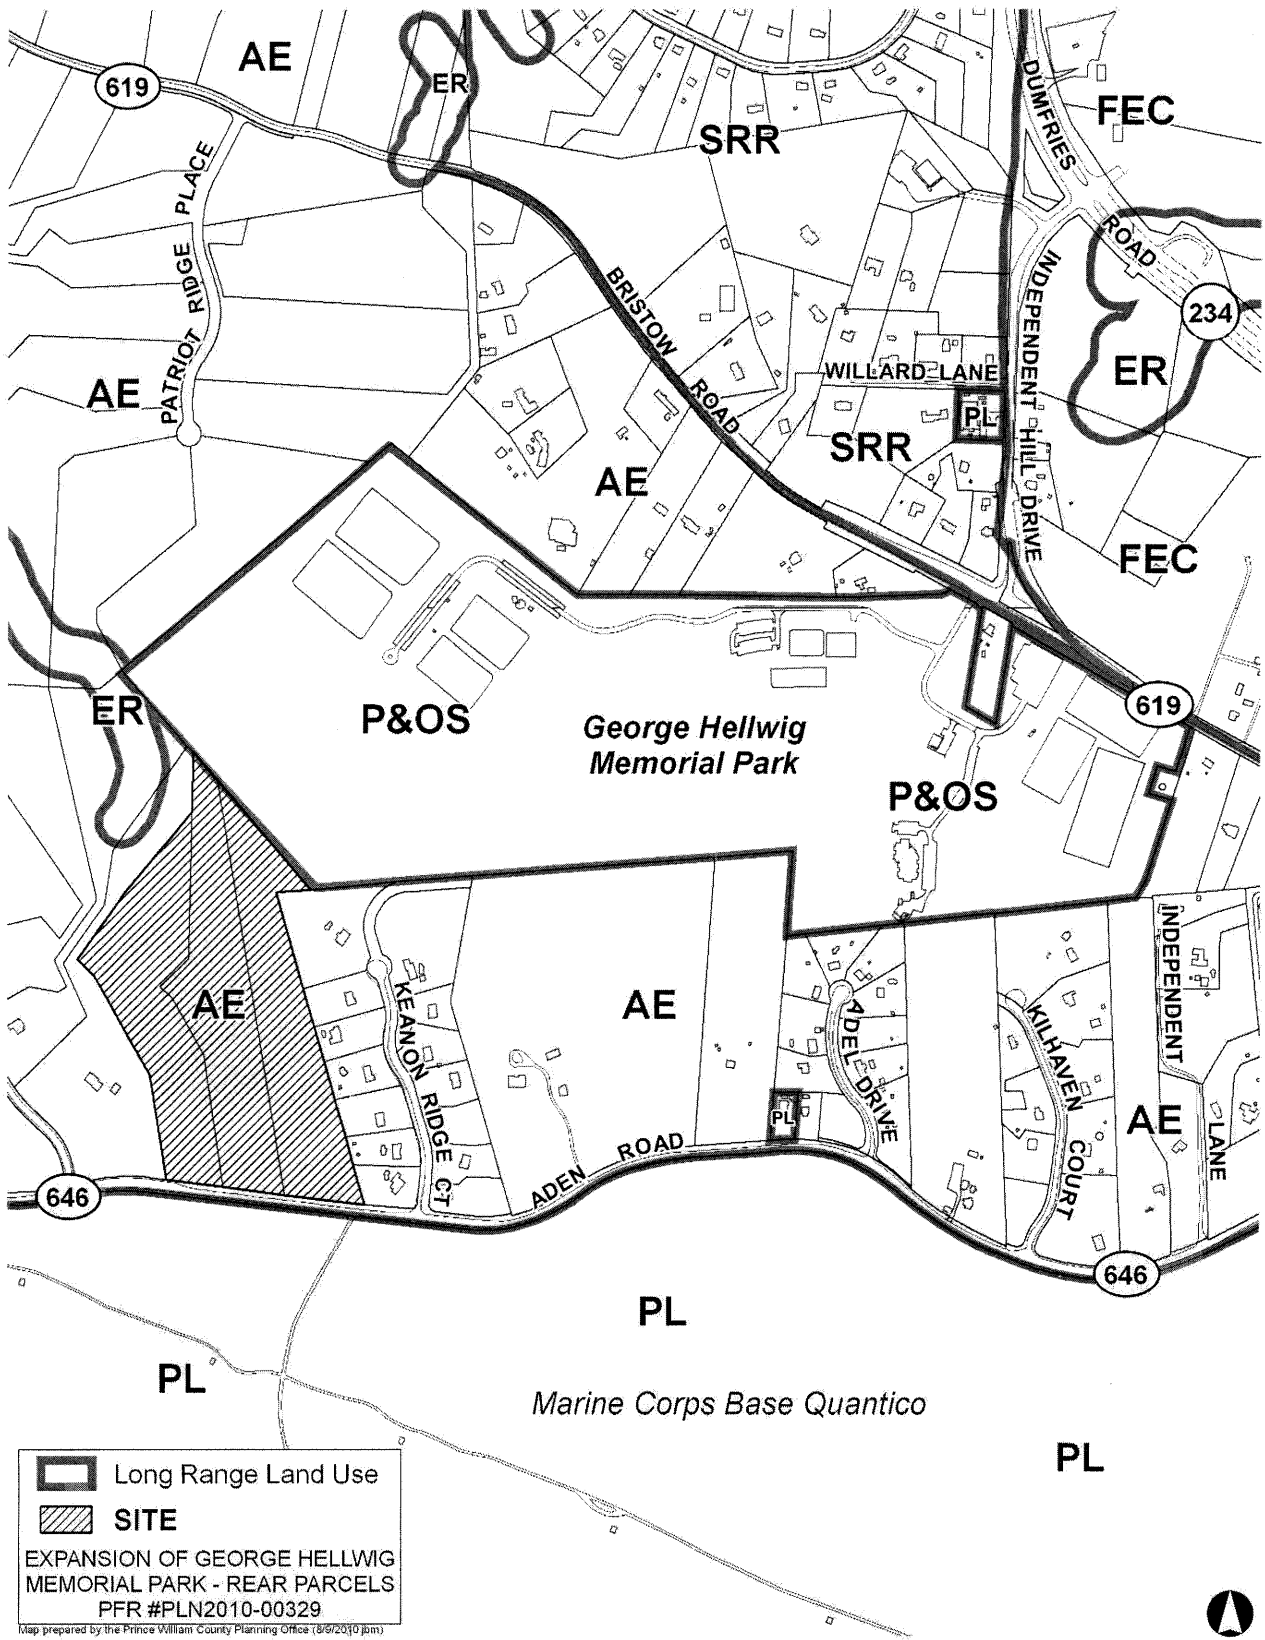 AE
619
ER
SRR
FEC
DUMFRIES
ROAD
PATRIOT RIDGE PLACE
234
BRISTOW
ROAD
INDEPENDENT HILL DRIVE
WILLARD LANE
ER
AE
PL
SRR
AE
FEC
ER
P&OS
George Hellwig
Memorial Park
619
P&OS
AE
KEANON RIDGE CT
AE
ADEL DRIVE
KILHAVEN COURT
INDEPENDENT
LANE
PL
AE
ADEN ROAD
646
646
PL
PL
Marine Corps Base Quantico
PL
Long Range Land Use
SITE
EXPANSION OF GEORGE HELLWIG
MEMORIAL PARK - REAR PARCELS
PFR #PLN2010-00329
Map prepared by the Prince William County Planning Office (8/9/2010 jbm)